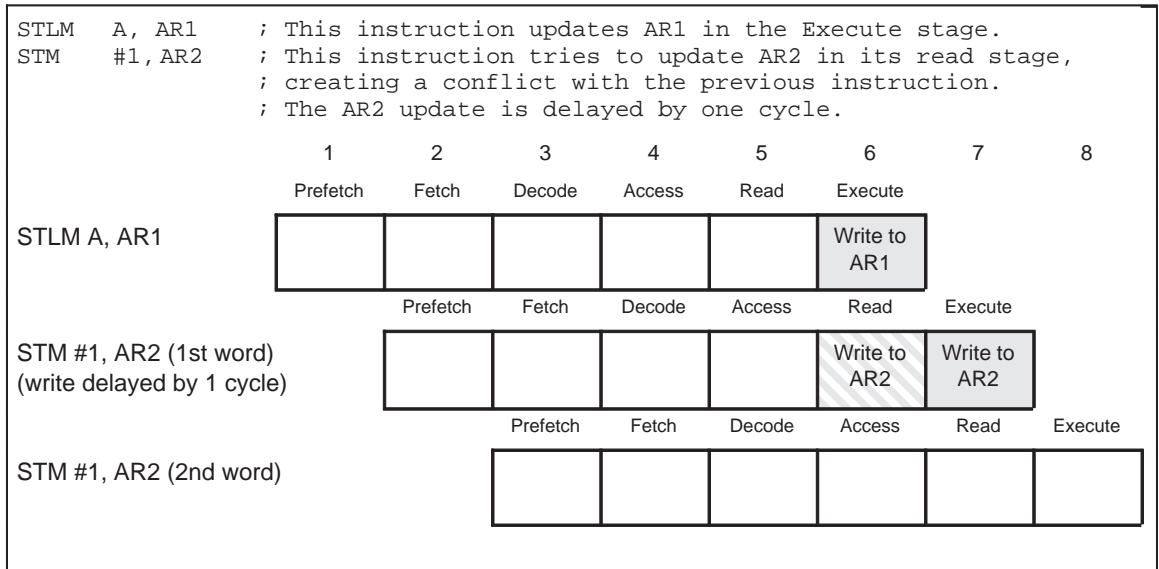 STLM A, AR1 ; This instruction updates AR1 in the Execute stage.
STM #1, AR2 ; This instruction tries to update AR2 in its read stage,
; creating a conflict with the previous instruction.
; The AR2 update is delayed by one cycle.
1 2 3 4 5 6 7 8
Prefetch Fetch Decode Access Read Execute
STLM A, AR1
Write to
AR1
Prefetch Fetch Decode Access Read Execute
STM #1, AR2 (1st word)
(write delayed by 1 cycle)
Write to
AR2
Write to
AR2
Prefetch Fetch Decode Access Read Execute
STM #1, AR2 (2nd word)